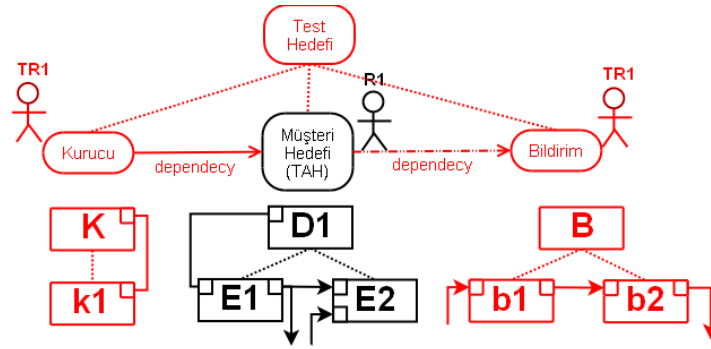 Test
Hedefi
TR1
R1
TR1
Kurucu
dependecy
Müşteri
Hedefi
(TAH)
dependecy
Bildirim
K
D1
B
k1
E1
E2
b1
b2